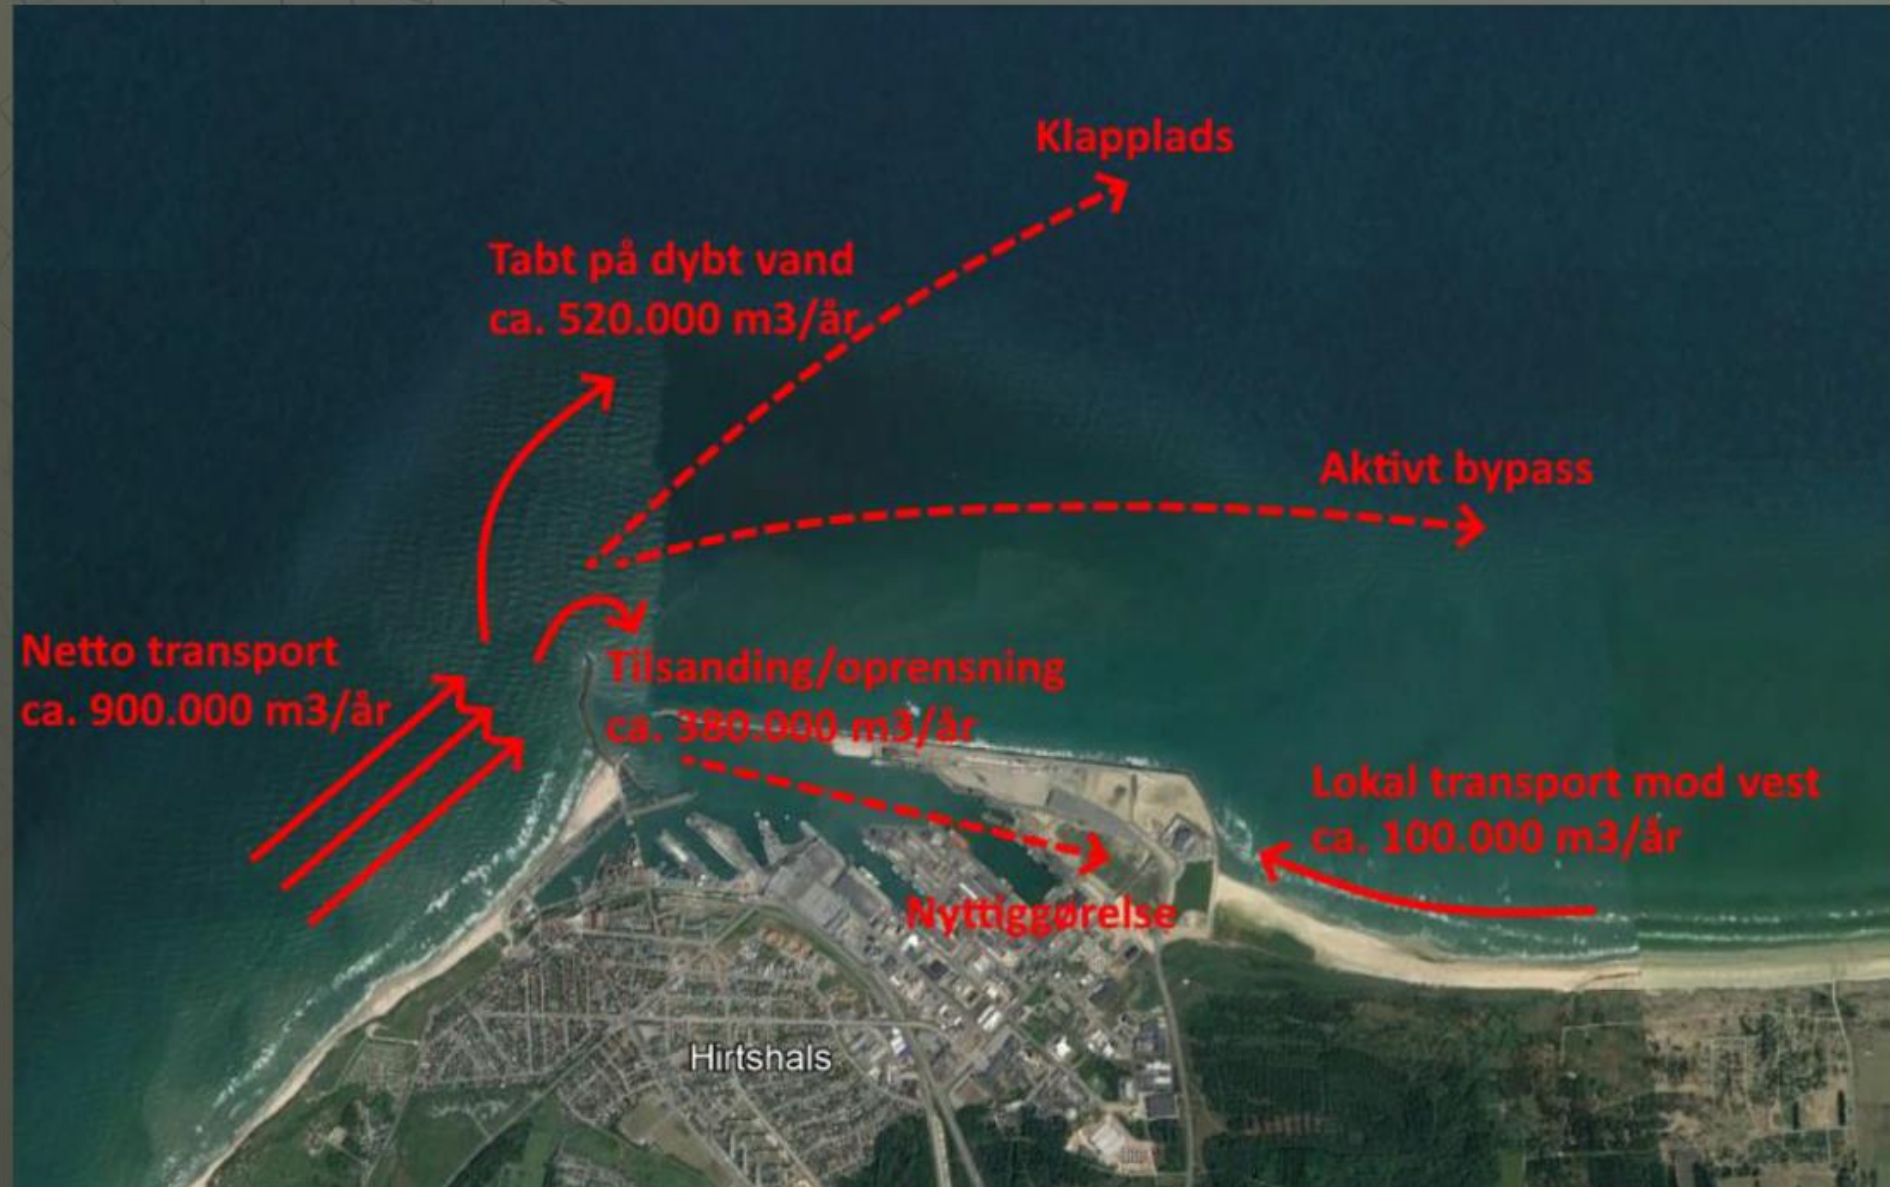 Klapplads
Tabt på dybt vand
ca. 520.000 m3/år
Aktivt bypass
Netto transport
ca. 900.000 m3/år
Tilsanding/oprensning
ca. 380.000 m3/år
Lokal transport mod vest
ca. 100.000 m3/år
Nyttiggørelse
Hirtshals